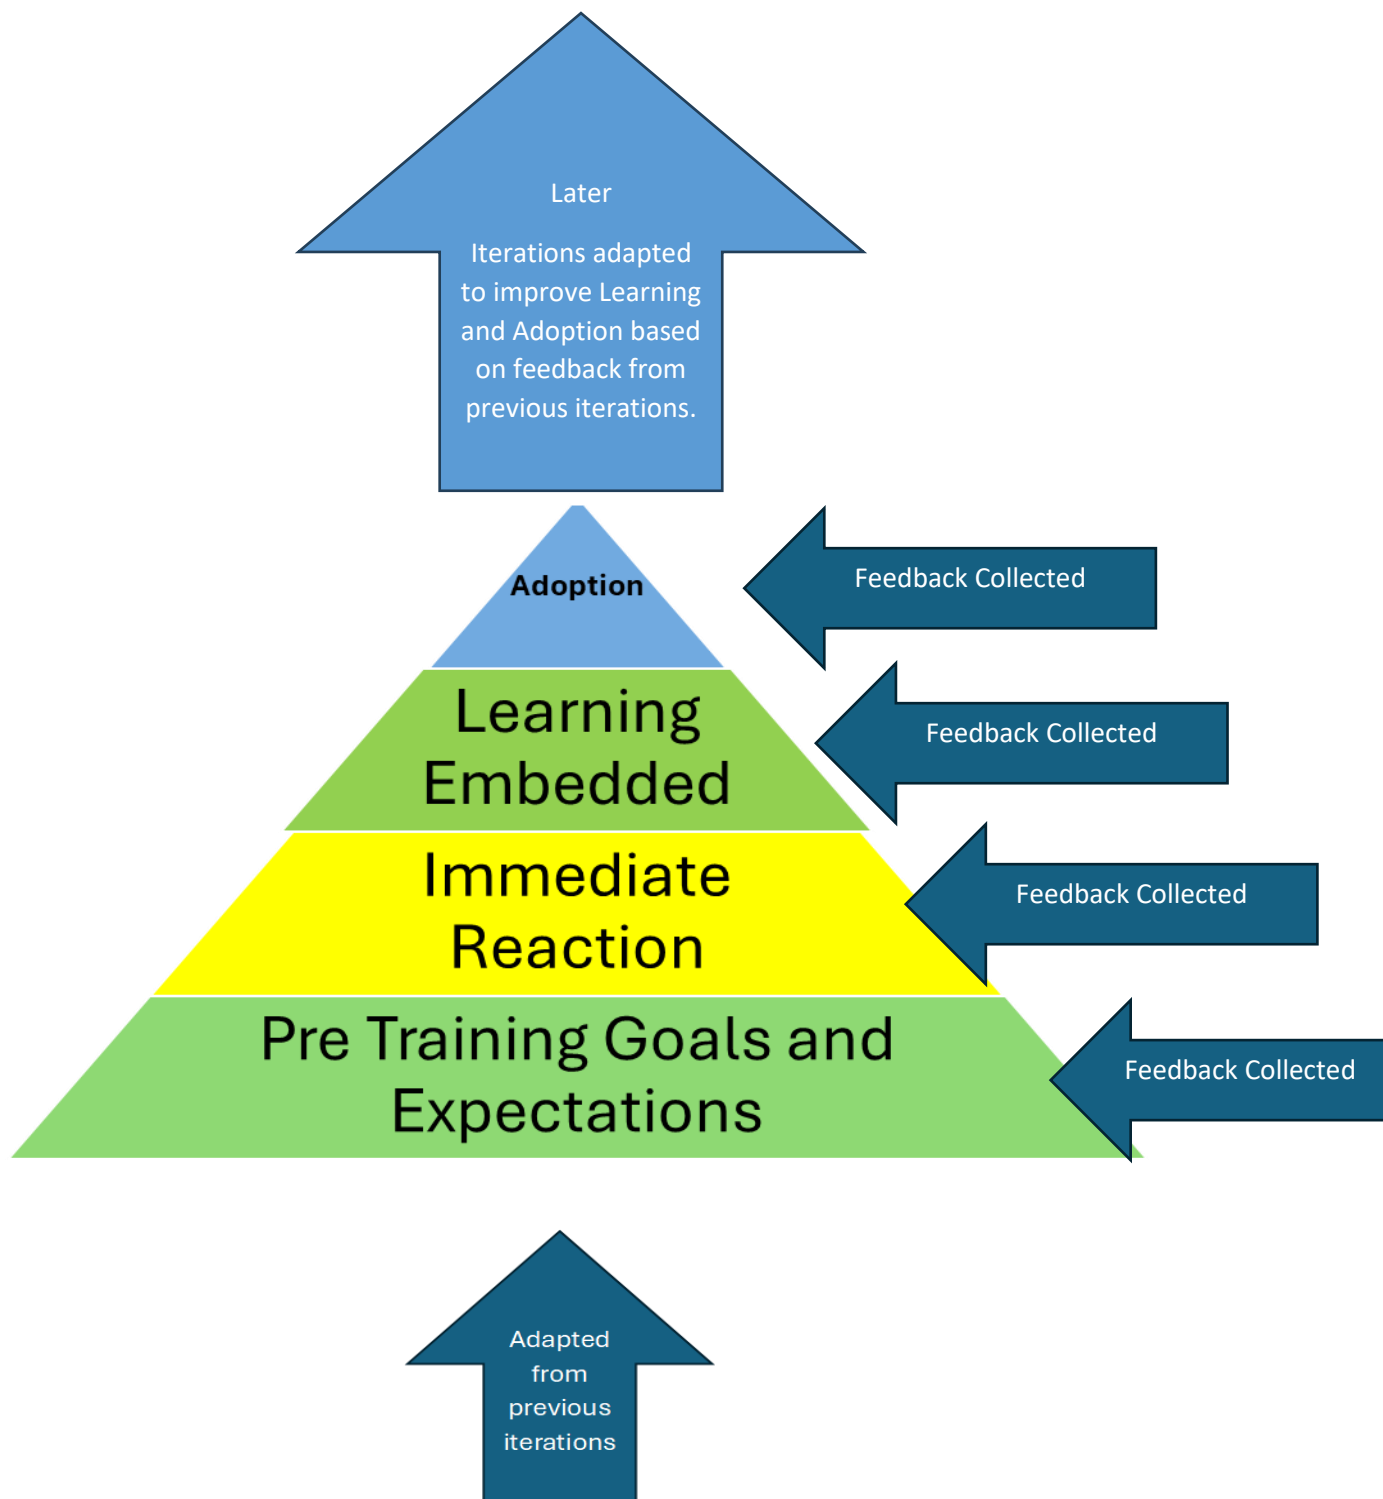 Later
Iterations adapted
to improve Learning
and Adoption based
on feedback from
previous iterations.
Adoption
Feedback Collected
Learning
Embedded
Feedback Collected
Immediate
Reaction
Feedback Collected
Pre Training Goals and
Expectations
Feedback Collected
Adapted
from
previous
iterations